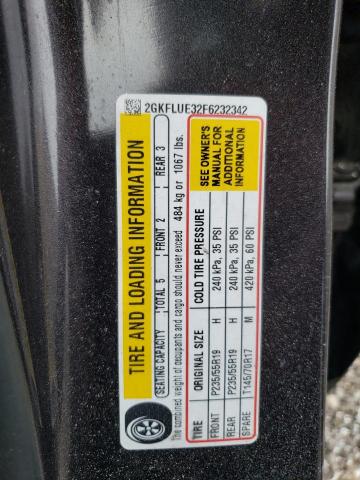 2GKFLUE32F6232342
TIRE AND LOADING INFORMATION
SEATING CAPACITY TOTAL 5 FRONT 2 REAR 3
The combined weight of occupants and cargo should never exceed 484 kg or 1067 lbs.
TIRE ORIGINAL SIZE COLD TIRE PRESSURE
FRONT P235/55R19 H 240 kPa, 35 PSI
REAR P235/55R19 H 240 kPa, 35 PSI
SPARE T145/70R17 M 420 kPa, 60 PSI
SEE OWNER'S
MANUAL FOR
ADDITIONAL
INFORMATION